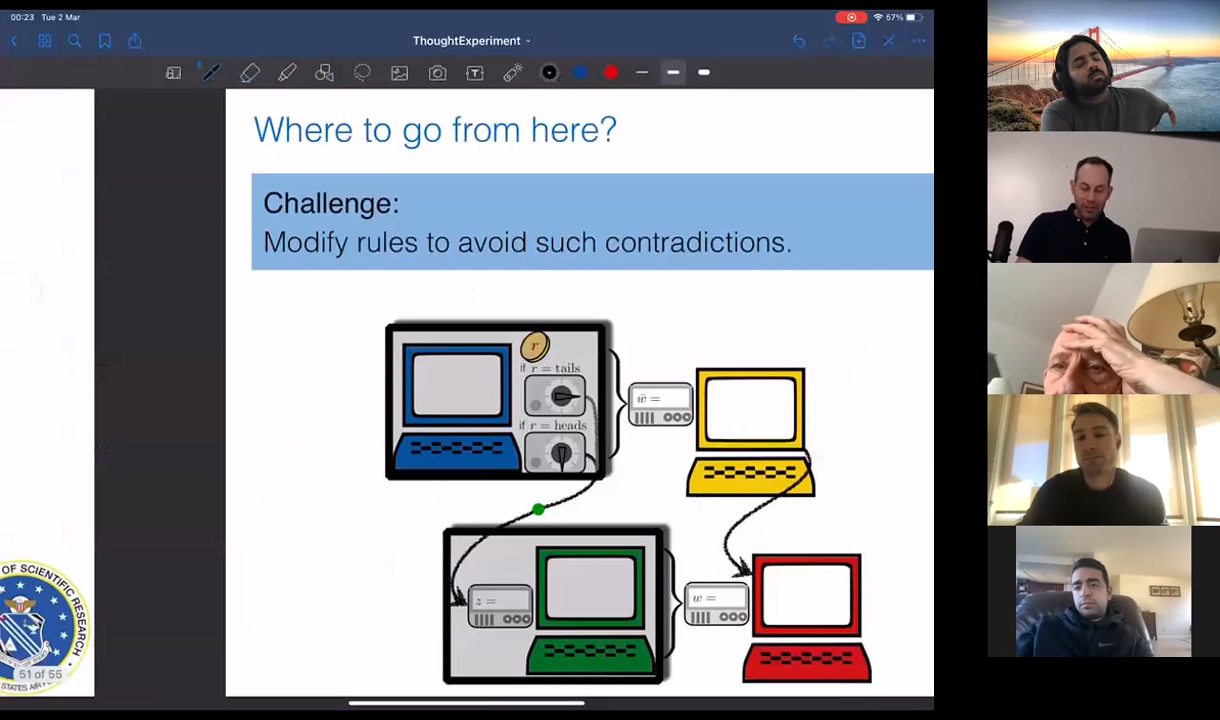 00:23 Tue 2 Mar
57%
ThoughtExperiment
T
Where to go from here?
Challenge:
Modify rules to avoid such contradictions.
r
if r = tails
if r = heads
w̄ =
z =
w =
OF SCIENTIFIC RESEARCH
51 of 55
STATES AIR